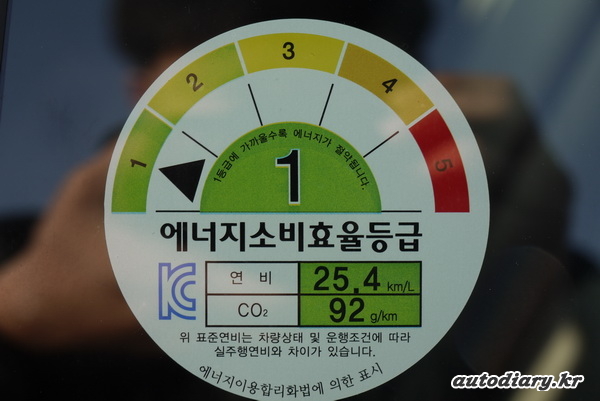 1
2
3
4
5
1등급에 가까울수록 에너지가 절약됩니다.
1
에너지소비효율등급
연 비 25.4 km/L
CO₂ 92 g/km
위 표준연비는 차량상태 및 운행조건에 따라
실주행연비와 차이가 있습니다.
에너지이용합리화법에 의한 표시
autodiary.kr